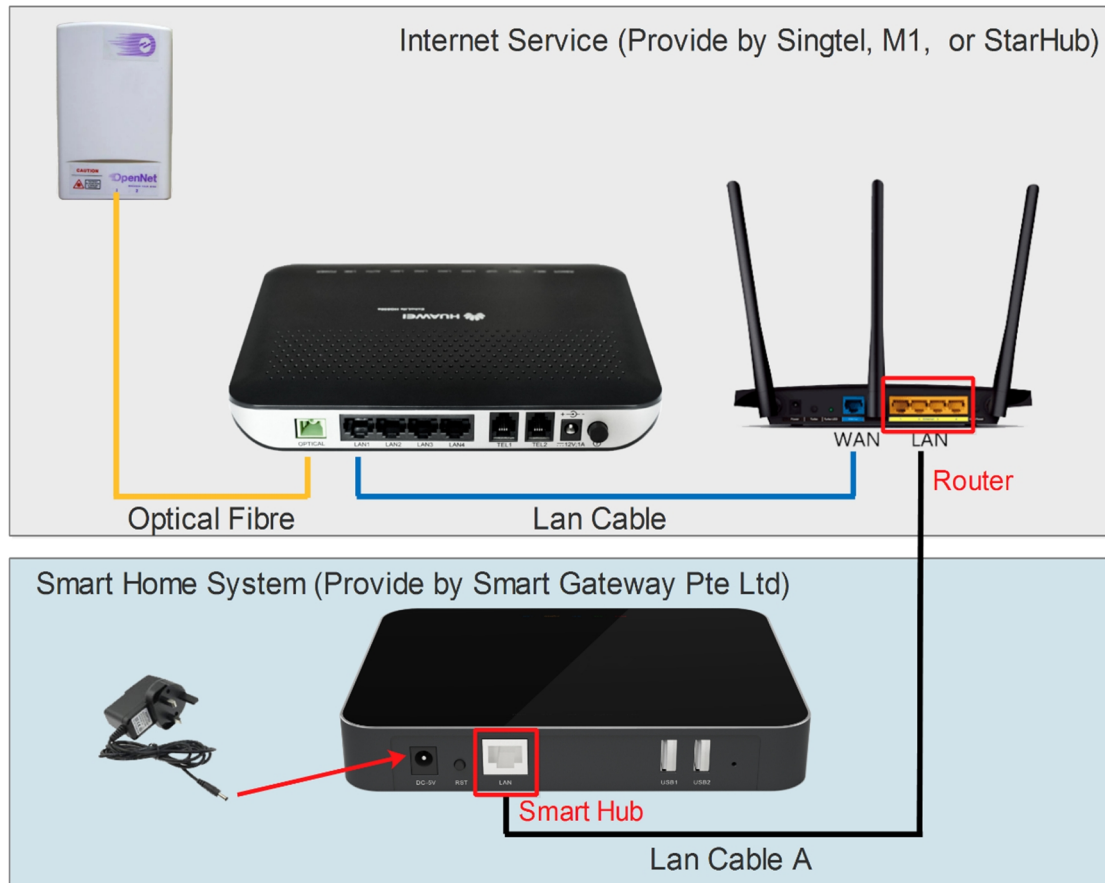 Internet Service (Provide by Singtel, M1, or StarHub)
CAUTION
OpenNet
HUAWEI
OPTICAL
LAN1 LAN2 LAN3 LAN4 TEL1 TEL2 12V/1A
WAN LAN
Router
Optical Fibre
Lan Cable
Smart Home System (Provide by Smart Gateway Pte Ltd)
DC-5V RST LAN USB1 USB2
Smart Hub
Lan Cable A